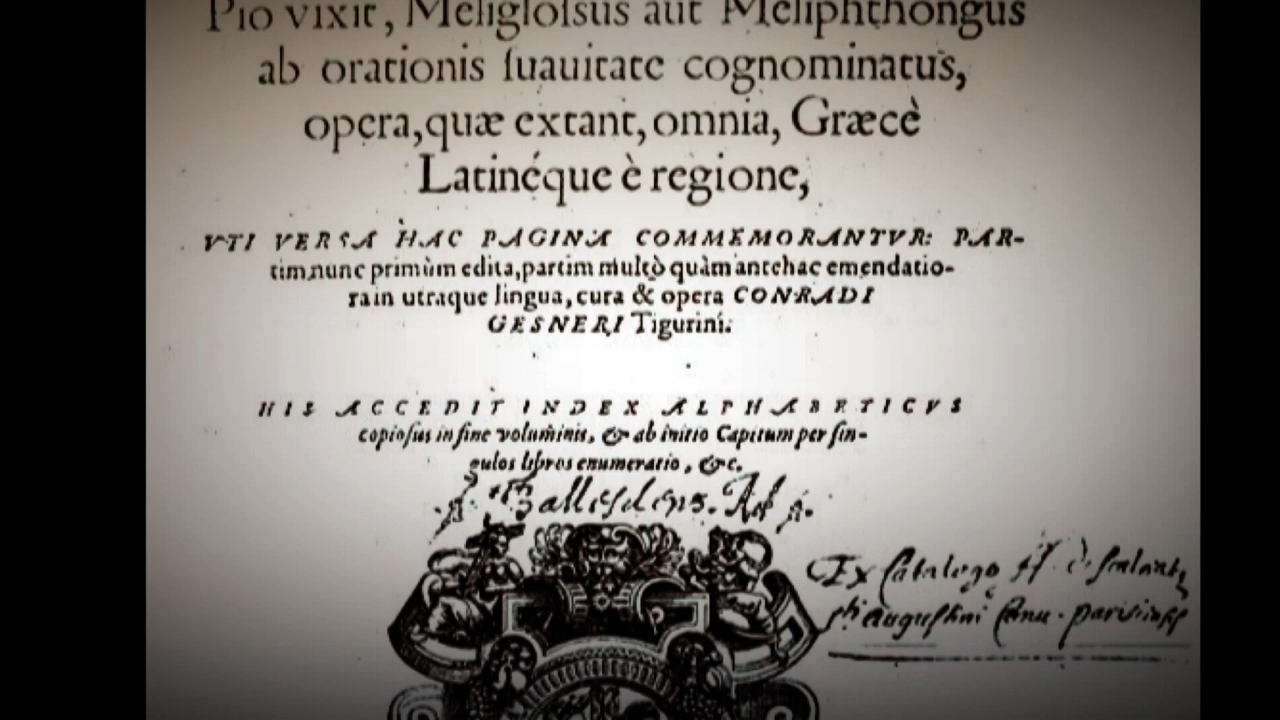 Pio vixit, Meligloſsus aut Meliphthongus
ab orationis ſuauitate cognominatus,
opera, quæ extant, omnia, Græcè
Latinéque è regione,
VTI VERSA HAC PAGINA COMMEMORANTVR: PAR-
tim nunc primùm edita, partim multò quàm antehac emendatio-
ra in utraque lingua, cura & opera CONRADI
GESNERI Tigurini.
HIS ACCEDIT INDEX ALPHABETICVS
copioſus in fine voluminis, & ab initio Capitum per ſin-
gulos libros enumeratio, &c.
Ex Catalogo
Augustini